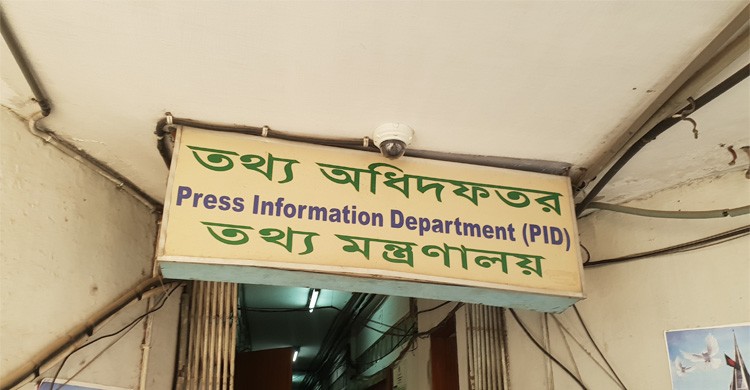 তথ্য অধিদফতর
Press Information Department (PID)
তথ্য মন্ত্রণালয়